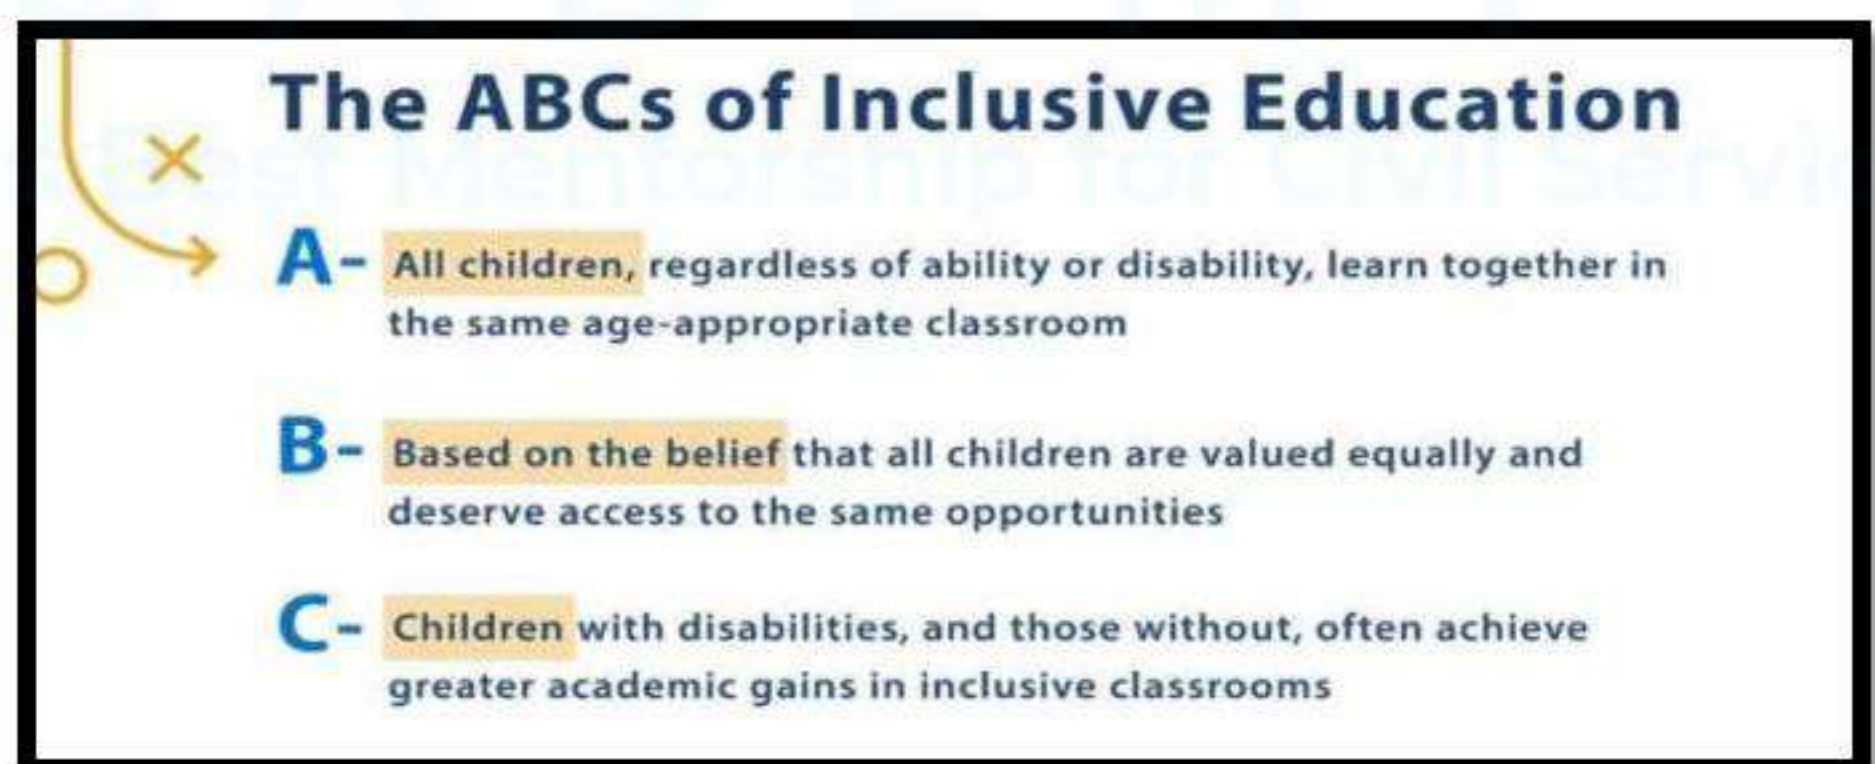 The ABCs of Inclusive Education
A- All children, regardless of ability or disability, learn together in
the same age-appropriate classroom
B- Based on the belief that all children are valued equally and
deserve access to the same opportunities
C- Children with disabilities, and those without, often achieve
greater academic gains in inclusive classrooms